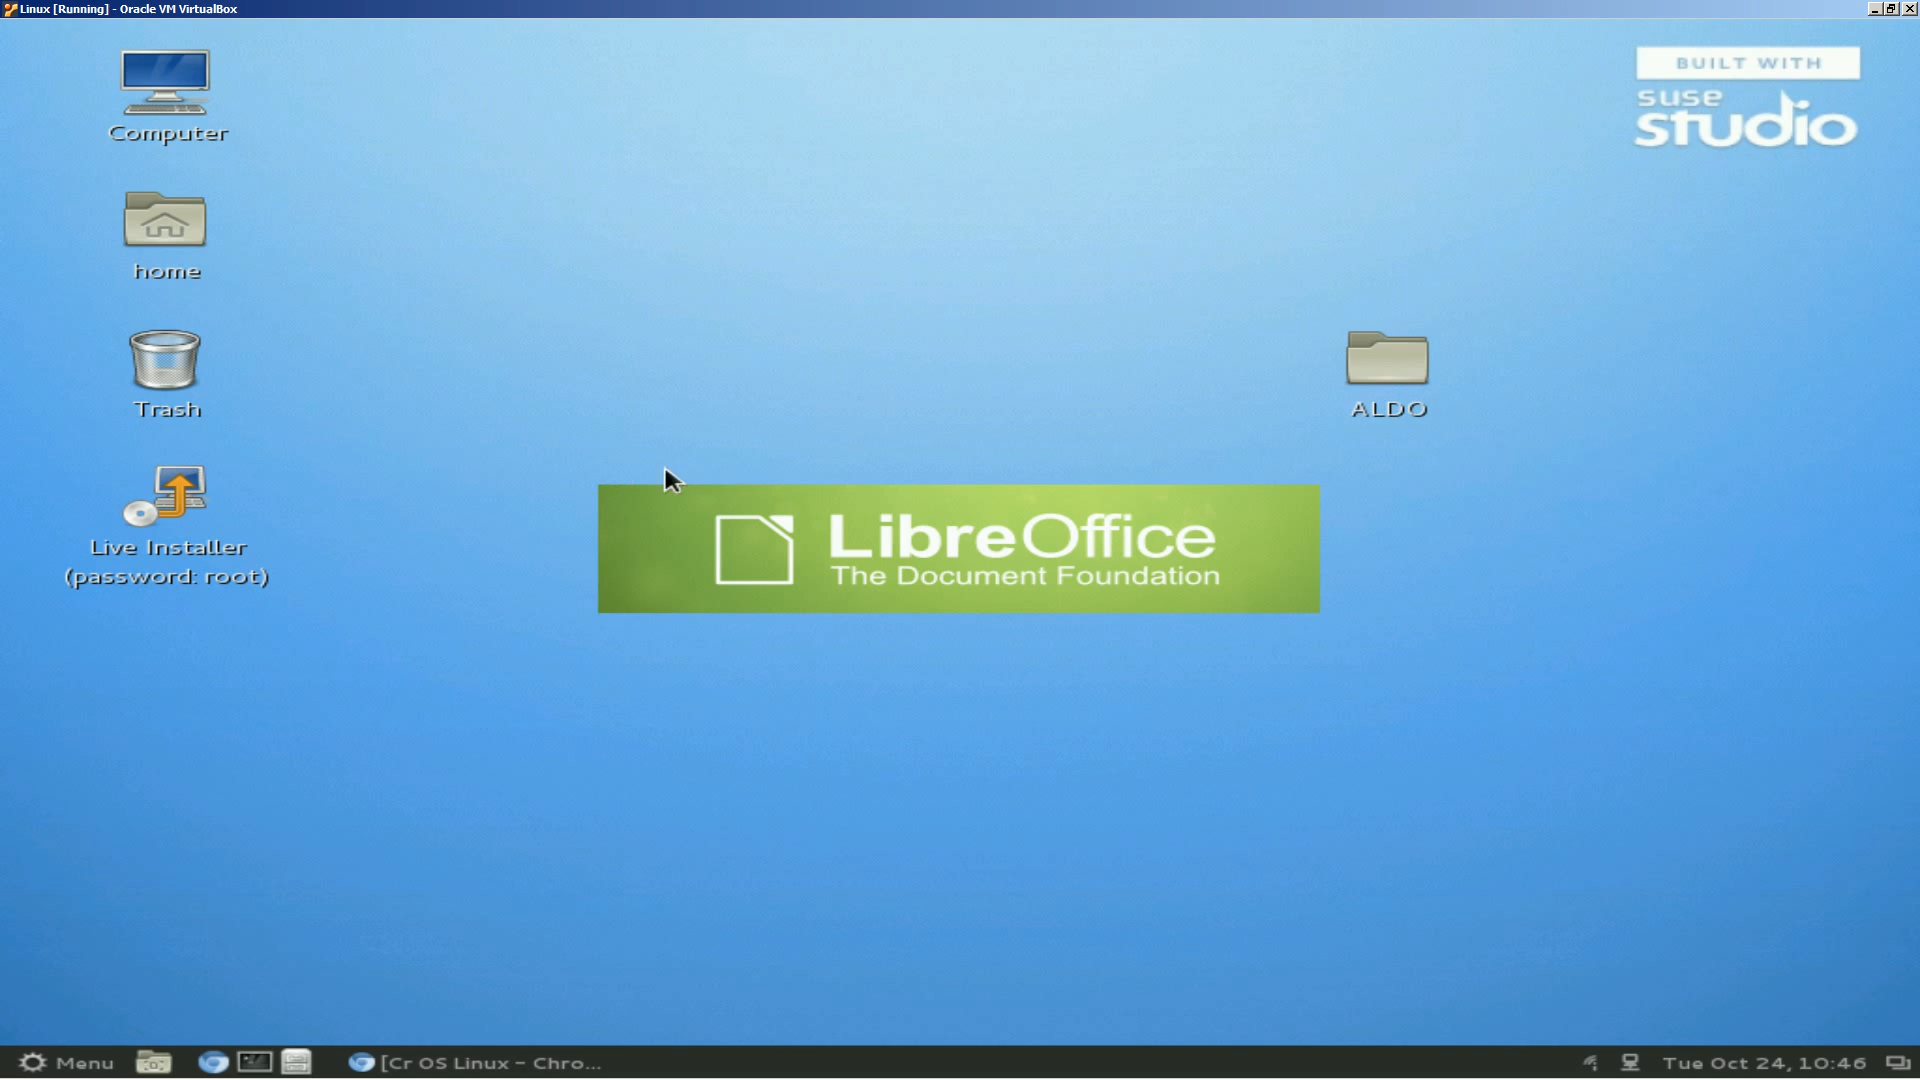 Linux [Running] - Oracle VM VirtualBox
BUILT WITH
suse
studio
Computer
home
Trash
ALDO
Live Installer
(password: root)
LibreOffice
The Document Foundation
Menu
[Cr OS Linux - Chro...
Tue Oct 24, 10:46